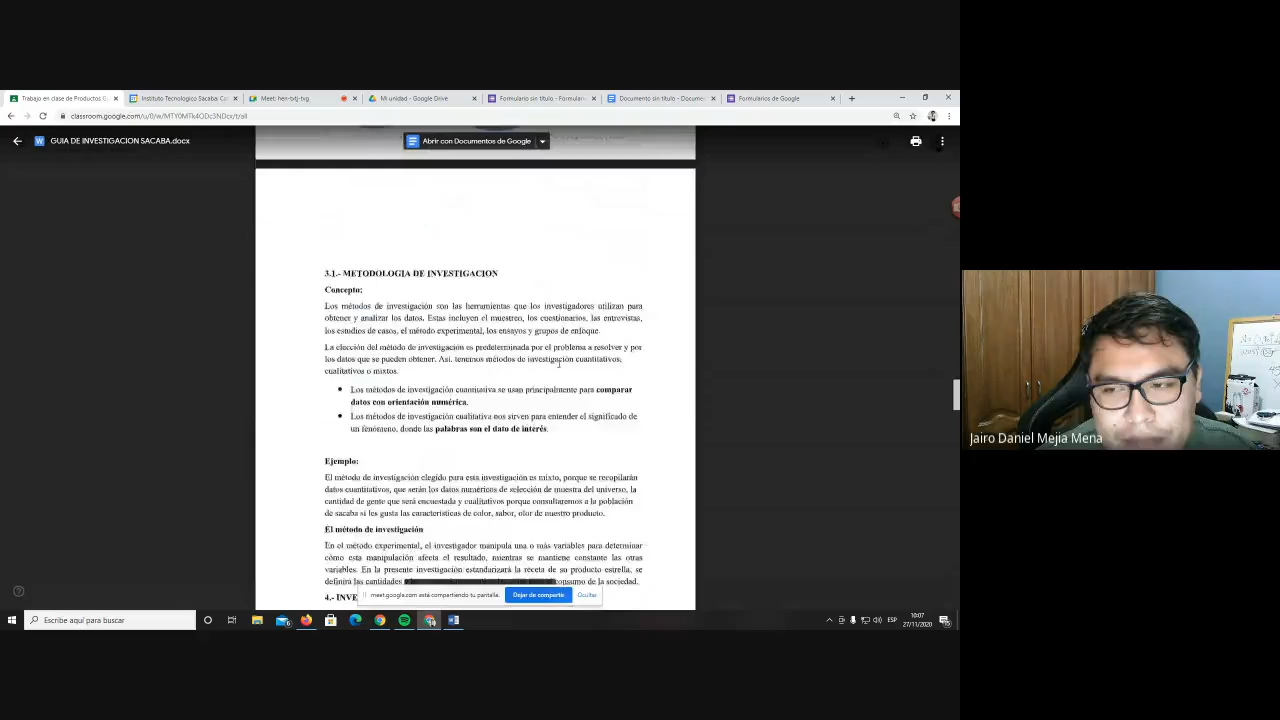 Trabajo en clase de Productos G
Instituto Tecnologico Sacaba: Ca
Meet: hen-bitj-tvg
Mi unidad - Google Drive
Formulario sin título - Formulario
Documento sin título - Documen
Formularios de Google
classroom.google.com/u/0/w/MTY0MTk4ODc3NDcx/t/all
GUIA DE INVESTIGACION SACABA.docx
Abrir con Documentos de Google
3.1.- METODOLOGIA DE INVESTIGACION
Concepto:
Los métodos de investigación son las herramientas que los investigadores utilizan para
obtener y analizar los datos. Estas incluyen el muestreo, los cuestionarios, las entrevistas,
los estudios de casos, el método experimental, los ensayos y grupos de enfoque.
La elección del método de investigación es predeterminada por el problema a resolver y por
los datos que se pueden obtener. Así, tenemos métodos de investigación cuantitativos,
cualitativos o mixtos.
Los métodos de investigación cuantitativa se usan principalmente para comparar
datos con orientación numérica.
Los métodos de investigación cualitativa nos sirven para entender el significado de
un fenómeno, donde las palabras son el dato de interés.
Ejemplo:
El método de investigación elegido para esta investigación es mixto, porque se recopilarán
datos cuantitativos, que serán los datos numéricos de selección de muestra del universo, la
cantidad de gente que será encuestada y cualitativos porque consultaremos a la población
de sacaba si les gusta las características de color, sabor, olor de nuestro producto.
El método de investigación
En el método experimental, el investigador manipula una o más variables para determinar
cómo esta manipulación afecta el resultado, mientras se mantiene constante las otras
variables. En la presente investigación estandarizará la receta de su producto estrella, se
definirá las cantidades consumo de la sociedad.
4.- INVE
meet.google.com está compartiendo tu pantalla.
Dejar de compartir
Ocultar
Jairo Daniel Mejia Mena
Escribe aquí para buscar
ESP
10:07
27/11/2020